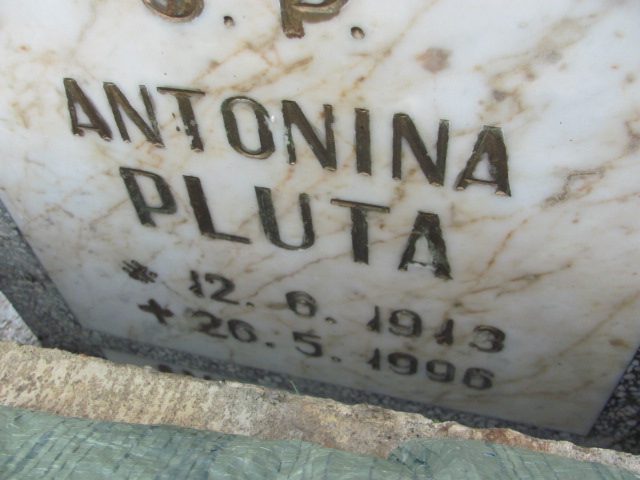 Ś. P.
ANTONINA
PLUTA
* 12. 6. 1913
+ 26. 5. 1996